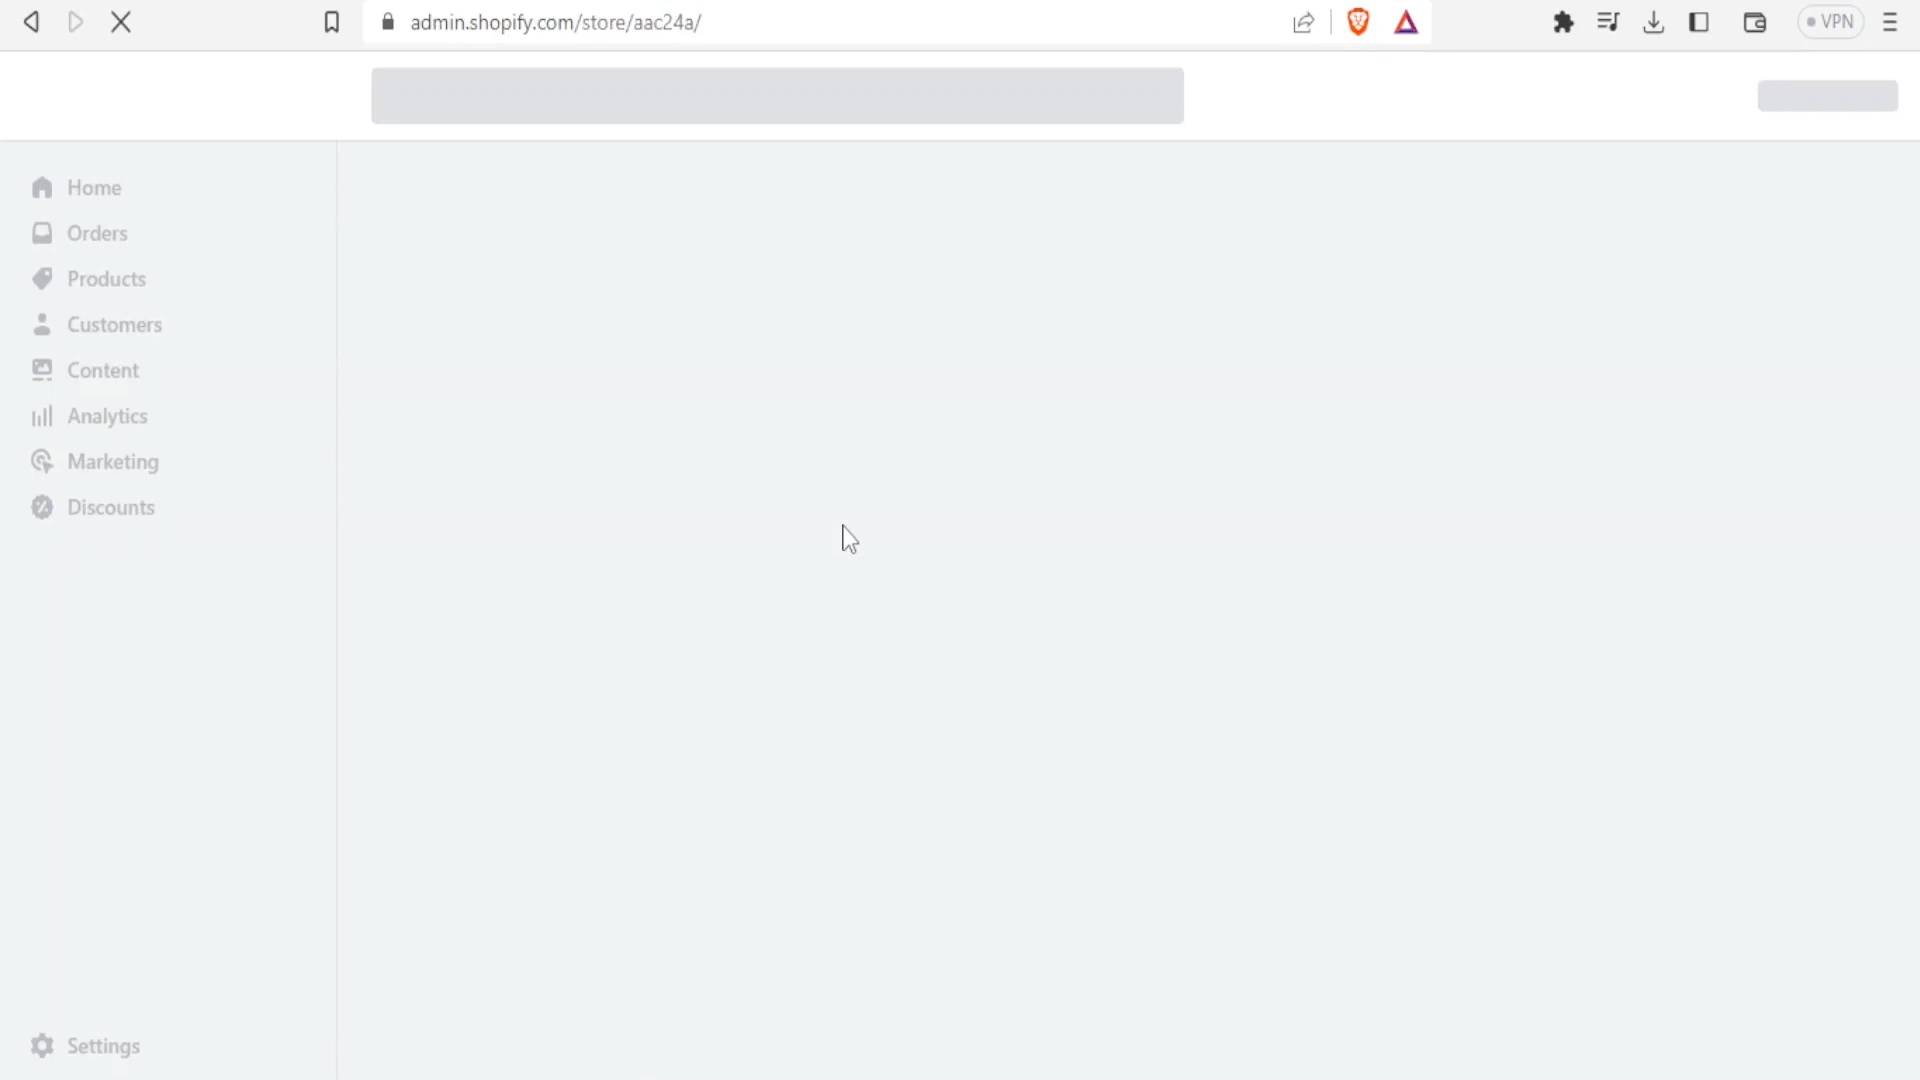 admin.shopify.com/store/aac24a/
VPN
Home
Orders
Products
Customers
Content
Analytics
Marketing
Discounts
Settings